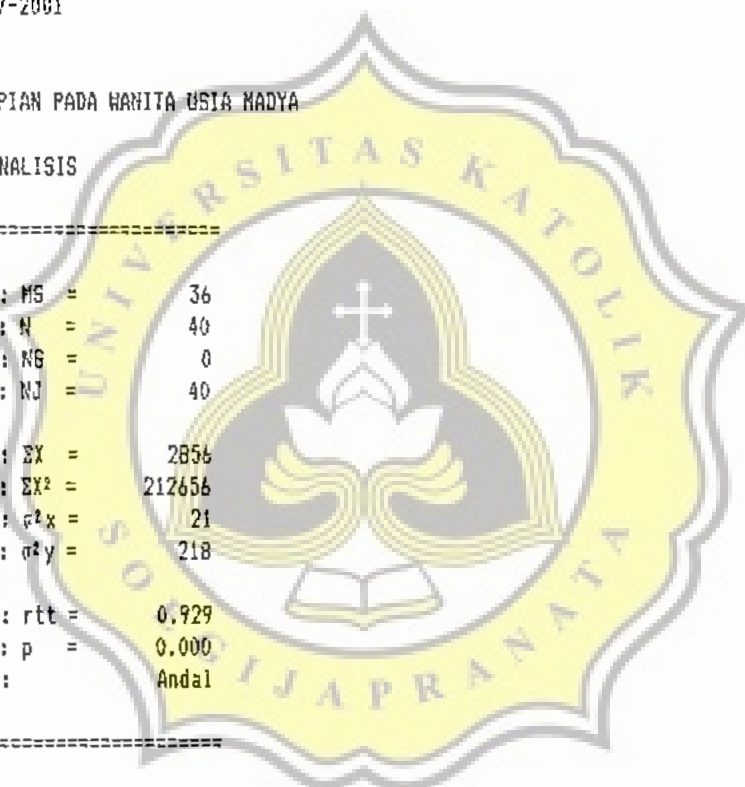 7-2001
PIAN PADA WANITA USIA MADYA
NALISIS
=======================
: MS = 36
: N = 40
: NG = 0
: NJ = 40
: ΣX = 2856
: ΣX² = 212656
: σ²x = 21
: σ²y = 218
: rtt = 0.929
: p = 0.000
: Andal
=======================
UNIVERSITAS KATOLIK
SOEGIJAPRANATA